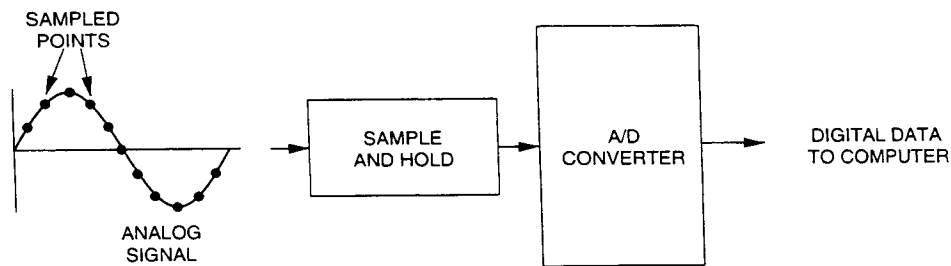 SAMPLED
POINTS
ANALOG
SIGNAL
SAMPLE
AND HOLD
A/D
CONVERTER
DIGITAL DATA
TO COMPUTER